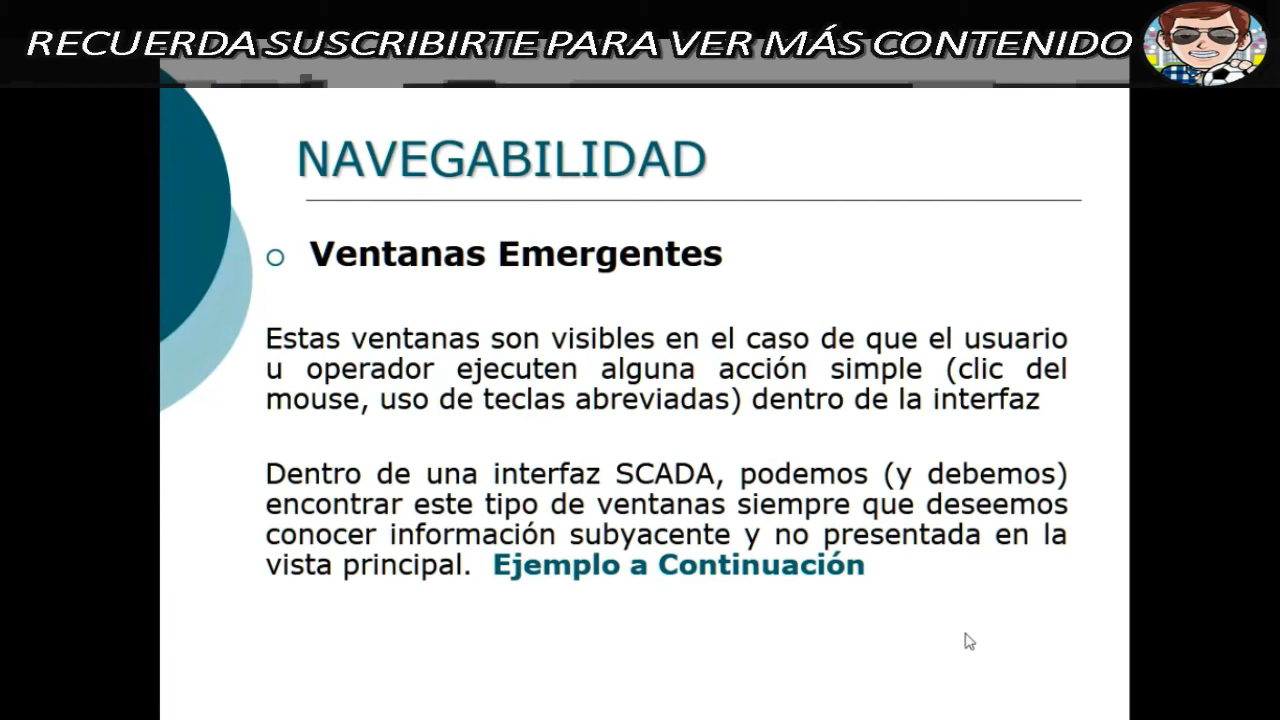 RECUERDA SUSCRIBIRTE PARA VER MÁS CONTENIDO
NAVEGABILIDAD
Ventanas Emergentes
Estas ventanas son visibles en el caso de que el usuario
u operador ejecuten alguna acción simple (clic del
mouse, uso de teclas abreviadas) dentro de la interfaz
Dentro de una interfaz SCADA, podemos (y debemos)
encontrar este tipo de ventanas siempre que deseemos
conocer información subyacente y no presentada en la
vista principal. Ejemplo a Continuación